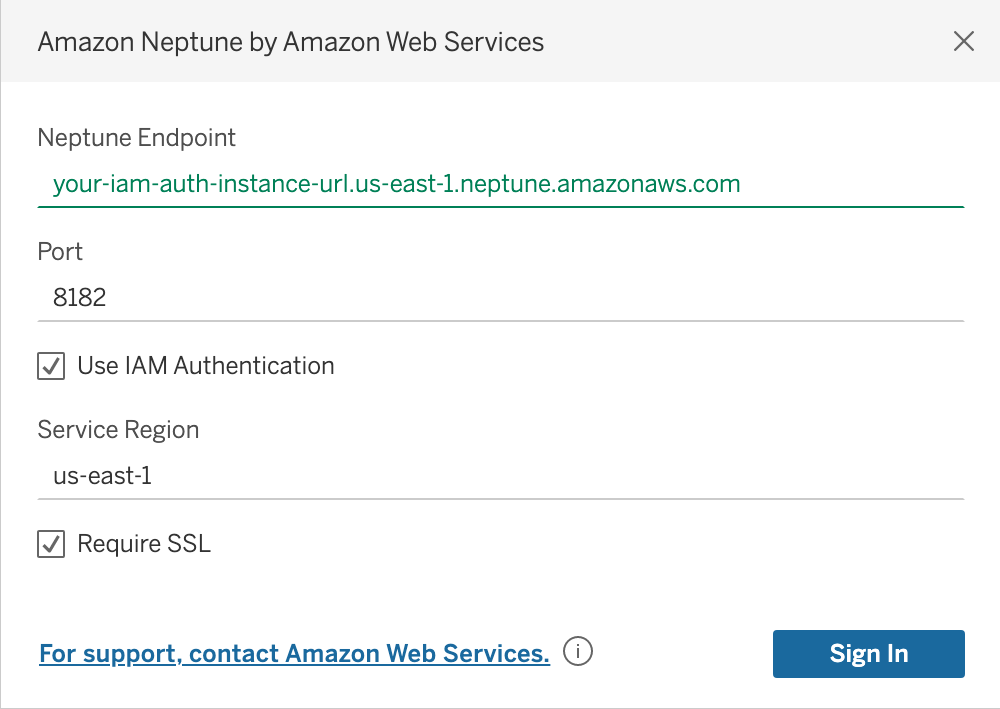 Amazon Neptune by Amazon Web Services
Neptune Endpoint
your-iam-auth-instance-url.us-east-1.neptune.amazonaws.com
Port
8182
Use IAM Authentication
Service Region
us-east-1
Require SSL
For support, contact Amazon Web Services.
Sign In